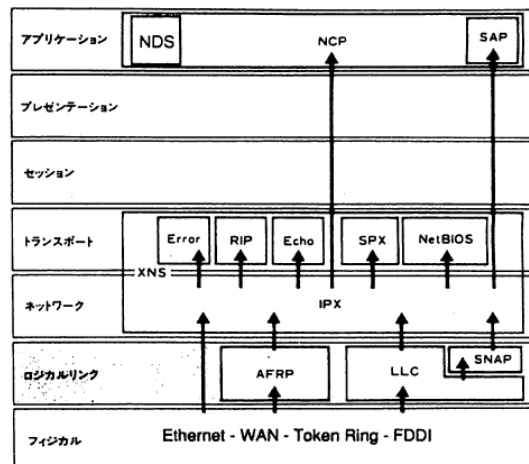 アプリケーション
NDS
NCP
SAP
プレゼンテーション
セッション
トランスポート
Error
RIP
Echo
SPX
NetBiOS
XNS
ネットワーク
IPX
ロジカルリンク
AFRP
LLC
SNAP
フィジカル
Ethernet - WAN - Token Ring - FDDI